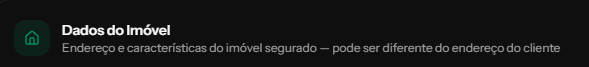 Dados do Imóvel
Endereço e características do imóvel segurado — pode ser diferente do endereço do cliente